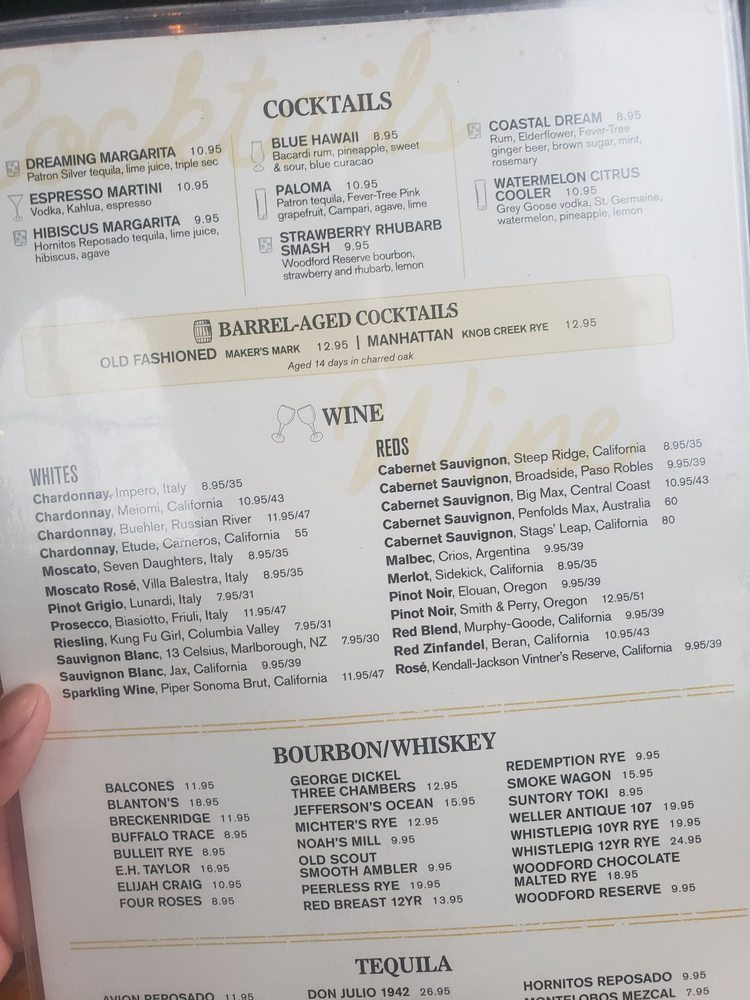 Cocktails
COCKTAILS
DREAMING MARGARITA 10.95
Patron Silver tequila, lime juice, triple sec
ESPRESSO MARTINI 10.95
Vodka, Kahlua, espresso
HIBISCUS MARGARITA 9.95
Hornitos Reposado tequila, lime juice,
hibiscus, agave
BLUE HAWAII 8.95
Bacardi rum, pineapple, sweet
& sour, blue curacao
PALOMA 10.95
Patron tequila, Fever-Tree Pink
grapefruit, Campari, agave, lime
STRAWBERRY RHUBARB
SMASH 9.95
Woodford Reserve bourbon,
strawberry and rhubarb, lemon
COASTAL DREAM 8.95
Rum, Elderflower, Fever-Tree
ginger beer, brown sugar, mint,
rosemary
WATERMELON CITRUS
COOLER 10.95
Grey Goose vodka, St. Germaine,
watermelon, pineapple, lemon
BARREL-AGED COCKTAILS
OLD FASHIONED MAKER'S MARK 12.95 | MANHATTAN KNOB CREEK RYE 12.95
Aged 14 days in charred oak
Wine
WINE
WHITES
Chardonnay, Impero, Italy 8.95/35
Chardonnay, Meiomi, California 10.95/43
Chardonnay, Buehler, Russian River 11.95/47
Chardonnay, Etude, Carneros, California 55
Moscato, Seven Daughters, Italy 8.95/35
Moscato Rosé, Villa Balestra, Italy 8.95/35
Pinot Grigio, Lunardi, Italy 7.95/31
Prosecco, Biasiotto, Friuli, Italy 11.95/47
Riesling, Kung Fu Girl, Columbia Valley 7.95/31
Sauvignon Blanc, 13 Celsius, Marlborough, NZ 7.95/30
Sauvignon Blanc, Jax, California 9.95/39
Sparkling Wine, Piper Sonoma Brut, California 11.95/47
REDS
Cabernet Sauvignon, Steep Ridge, California 8.95/35
Cabernet Sauvignon, Broadside, Paso Robles 9.95/39
Cabernet Sauvignon, Big Max, Central Coast 10.95/43
Cabernet Sauvignon, Penfolds Max, Australia 60
Cabernet Sauvignon, Stags' Leap, California 80
Malbec, Crios, Argentina 9.95/39
Merlot, Sidekick, California 8.95/35
Pinot Noir, Elouan, Oregon 9.95/39
Pinot Noir, Smith & Perry, Oregon 12.95/51
Red Blend, Murphy-Goode, California 9.95/39
Red Zinfandel, Beran, California 10.95/43
Rosé, Kendall-Jackson Vintner's Reserve, California 9.95/39
BOURBON/WHISKEY
BALCONES 11.95
BLANTON'S 18.95
BRECKENRIDGE 11.95
BUFFALO TRACE 8.95
BULLEIT RYE 8.95
E.H. TAYLOR 16.95
ELIJAH CRAIG 10.95
FOUR ROSES 8.95
GEORGE DICKEL
THREE CHAMBERS 12.95
JEFFERSON'S OCEAN 15.95
MICHTER'S RYE 12.95
NOAH'S MILL 9.95
OLD SCOUT
SMOOTH AMBLER 9.95
PEERLESS RYE 19.95
RED BREAST 12YR 13.95
REDEMPTION RYE 9.95
SMOKE WAGON 15.95
SUNTORY TOKI 8.95
WELLER ANTIQUE 107 19.95
WHISTLEPIG 10YR RYE 19.95
WHISTLEPIG 12YR RYE 24.95
WOODFORD CHOCOLATE
MALTED RYE 18.95
WOODFORD RESERVE 9.95
TEQUILA
AVION REPOSADO 11.95
DON JULIO 1942 26.95
HORNITOS REPOSADO 9.95
MONTELOBOS MEZCAL 7.95